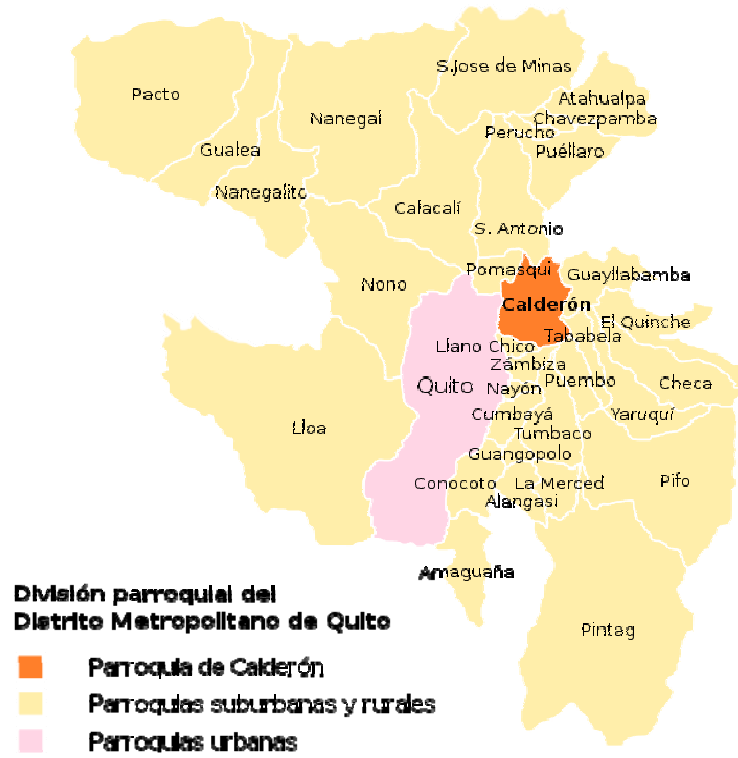 S.Jose de Minas
Pacto
Atahualpa
Nanegal
Chavezpamba
Perucho
Gualea
Puéllaro
Nanegalito
Calacalí
S. Antonio
Pomasqui
Guayllabamba
Nono
Calderón
El Quinche
Tababela
Llano Chico
Zámbiza
Quito
Nayón
Puembo
Checa
Cumbayá
Yaruquí
Lloa
Tumbaco
Guangopolo
Conocoto
La Merced
Pifo
Alangasi
Amaguaña
Pintag
División parroquial del
Distrito Metropolitano de Quito
Parroquia de Calderón
Parroquias suburbanas y rurales
Parroquias urbanas